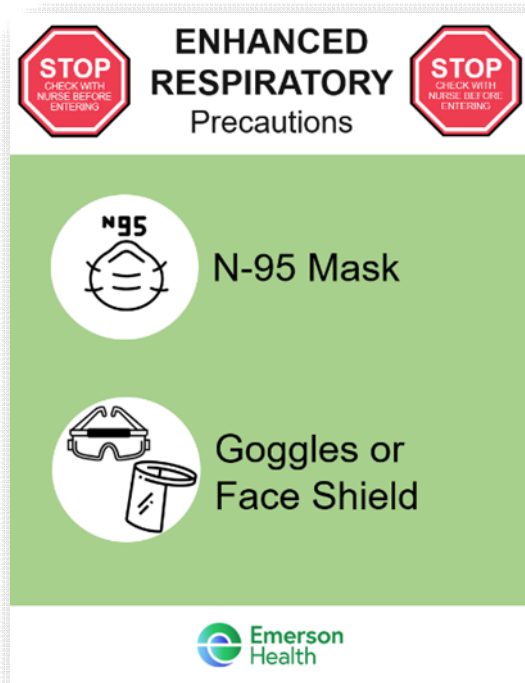 STOP
CHECK WITH
NURSE BEFORE
ENTERING
ENHANCED
RESPIRATORY
Precautions
STOP
CHECK WITH
NURSE BEFORE
ENTERING
N95
N-95 Mask
Goggles or
Face Shield
Emerson
Health